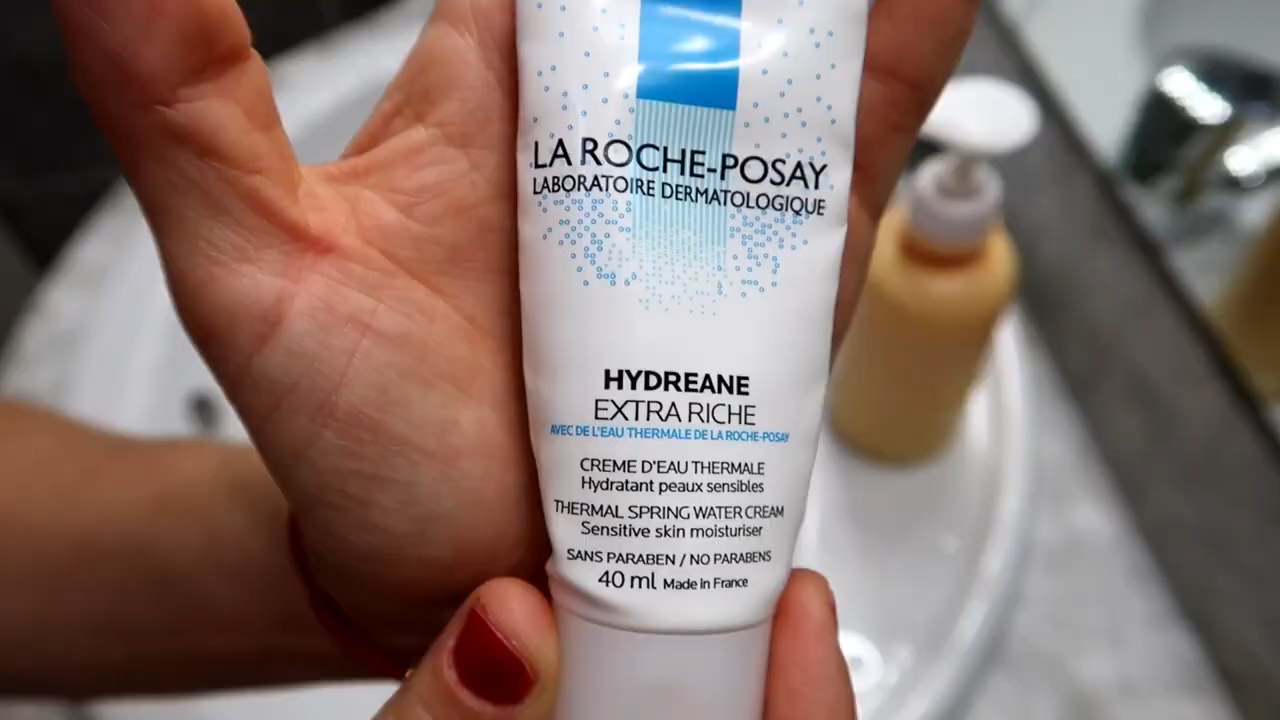 LA ROCHE-POSAY
LABORATOIRE DERMATOLOGIQUE
HYDREANE
EXTRA RICHE
AVEC DE L'EAU THERMALE DE LA ROCHE-POSAY
CREME D'EAU THERMALE
Hydratant peaux sensibles
THERMAL SPRING WATER CREAM
Sensitive skin moisturiser
SANS PARABEN / NO PARABENS
40 ml Made in France